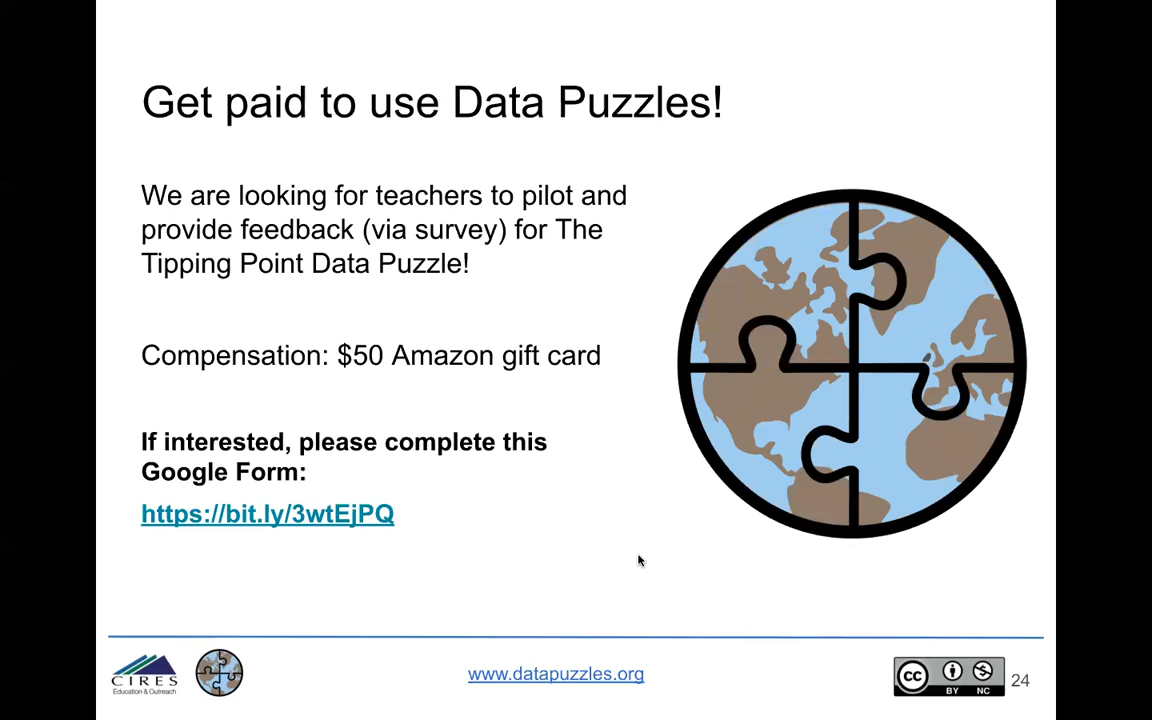 Get paid to use Data Puzzles!
We are looking for teachers to pilot and
provide feedback (via survey) for The
Tipping Point Data Puzzle!
Compensation: $50 Amazon gift card
If interested, please complete this
Google Form:
https://bit.ly/3wtEjPQ
CIRES
Education & Outreach
www.datapuzzles.org
cc
BY NC
24